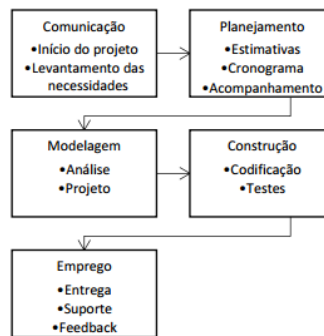 Comunicação
•Início do projeto
•Levantamento das
necessidades
Planejamento
•Estimativas
•Cronograma
•Acompanhamento
Modelagem
•Análise
•Projeto
Construção
•Codificação
•Testes
Emprego
•Entrega
•Suporte
•Feedback